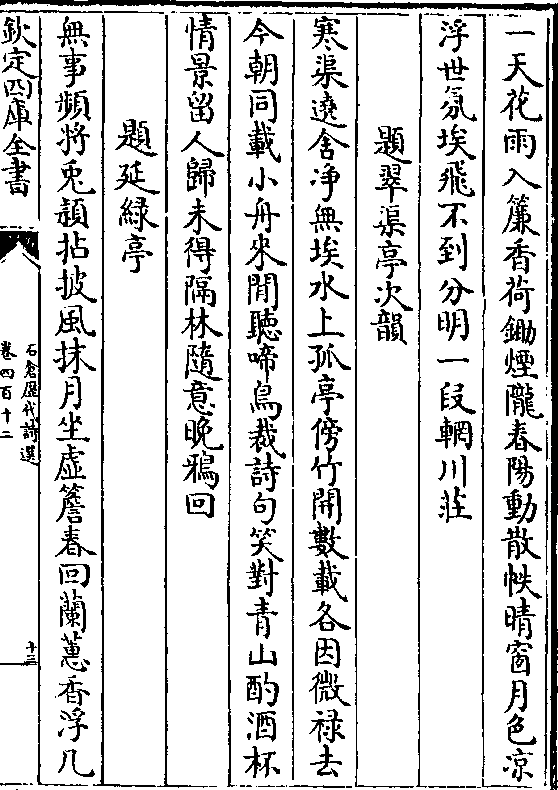 一天花雨入簾香荷鋤煙隴春陽動散帙晴窗月色凉
浮世氛埃飛不到分明一段輞川莊
題翠渠亭次韻
寒渠遶舍浄無埃水上孤亭傍竹開數載各因微禄去
今朝同載小舟來閒聽啼鳥裁詩句笑對青山酌酒杯
情景留人歸未得隔林隨意晚鴉回
題延緑亭
無事頻將兎穎拈披風抹月坐虚簷春回蘭蕙香浮几
欽定四庫全書
石倉歷代詩選
卷四百十二
十三